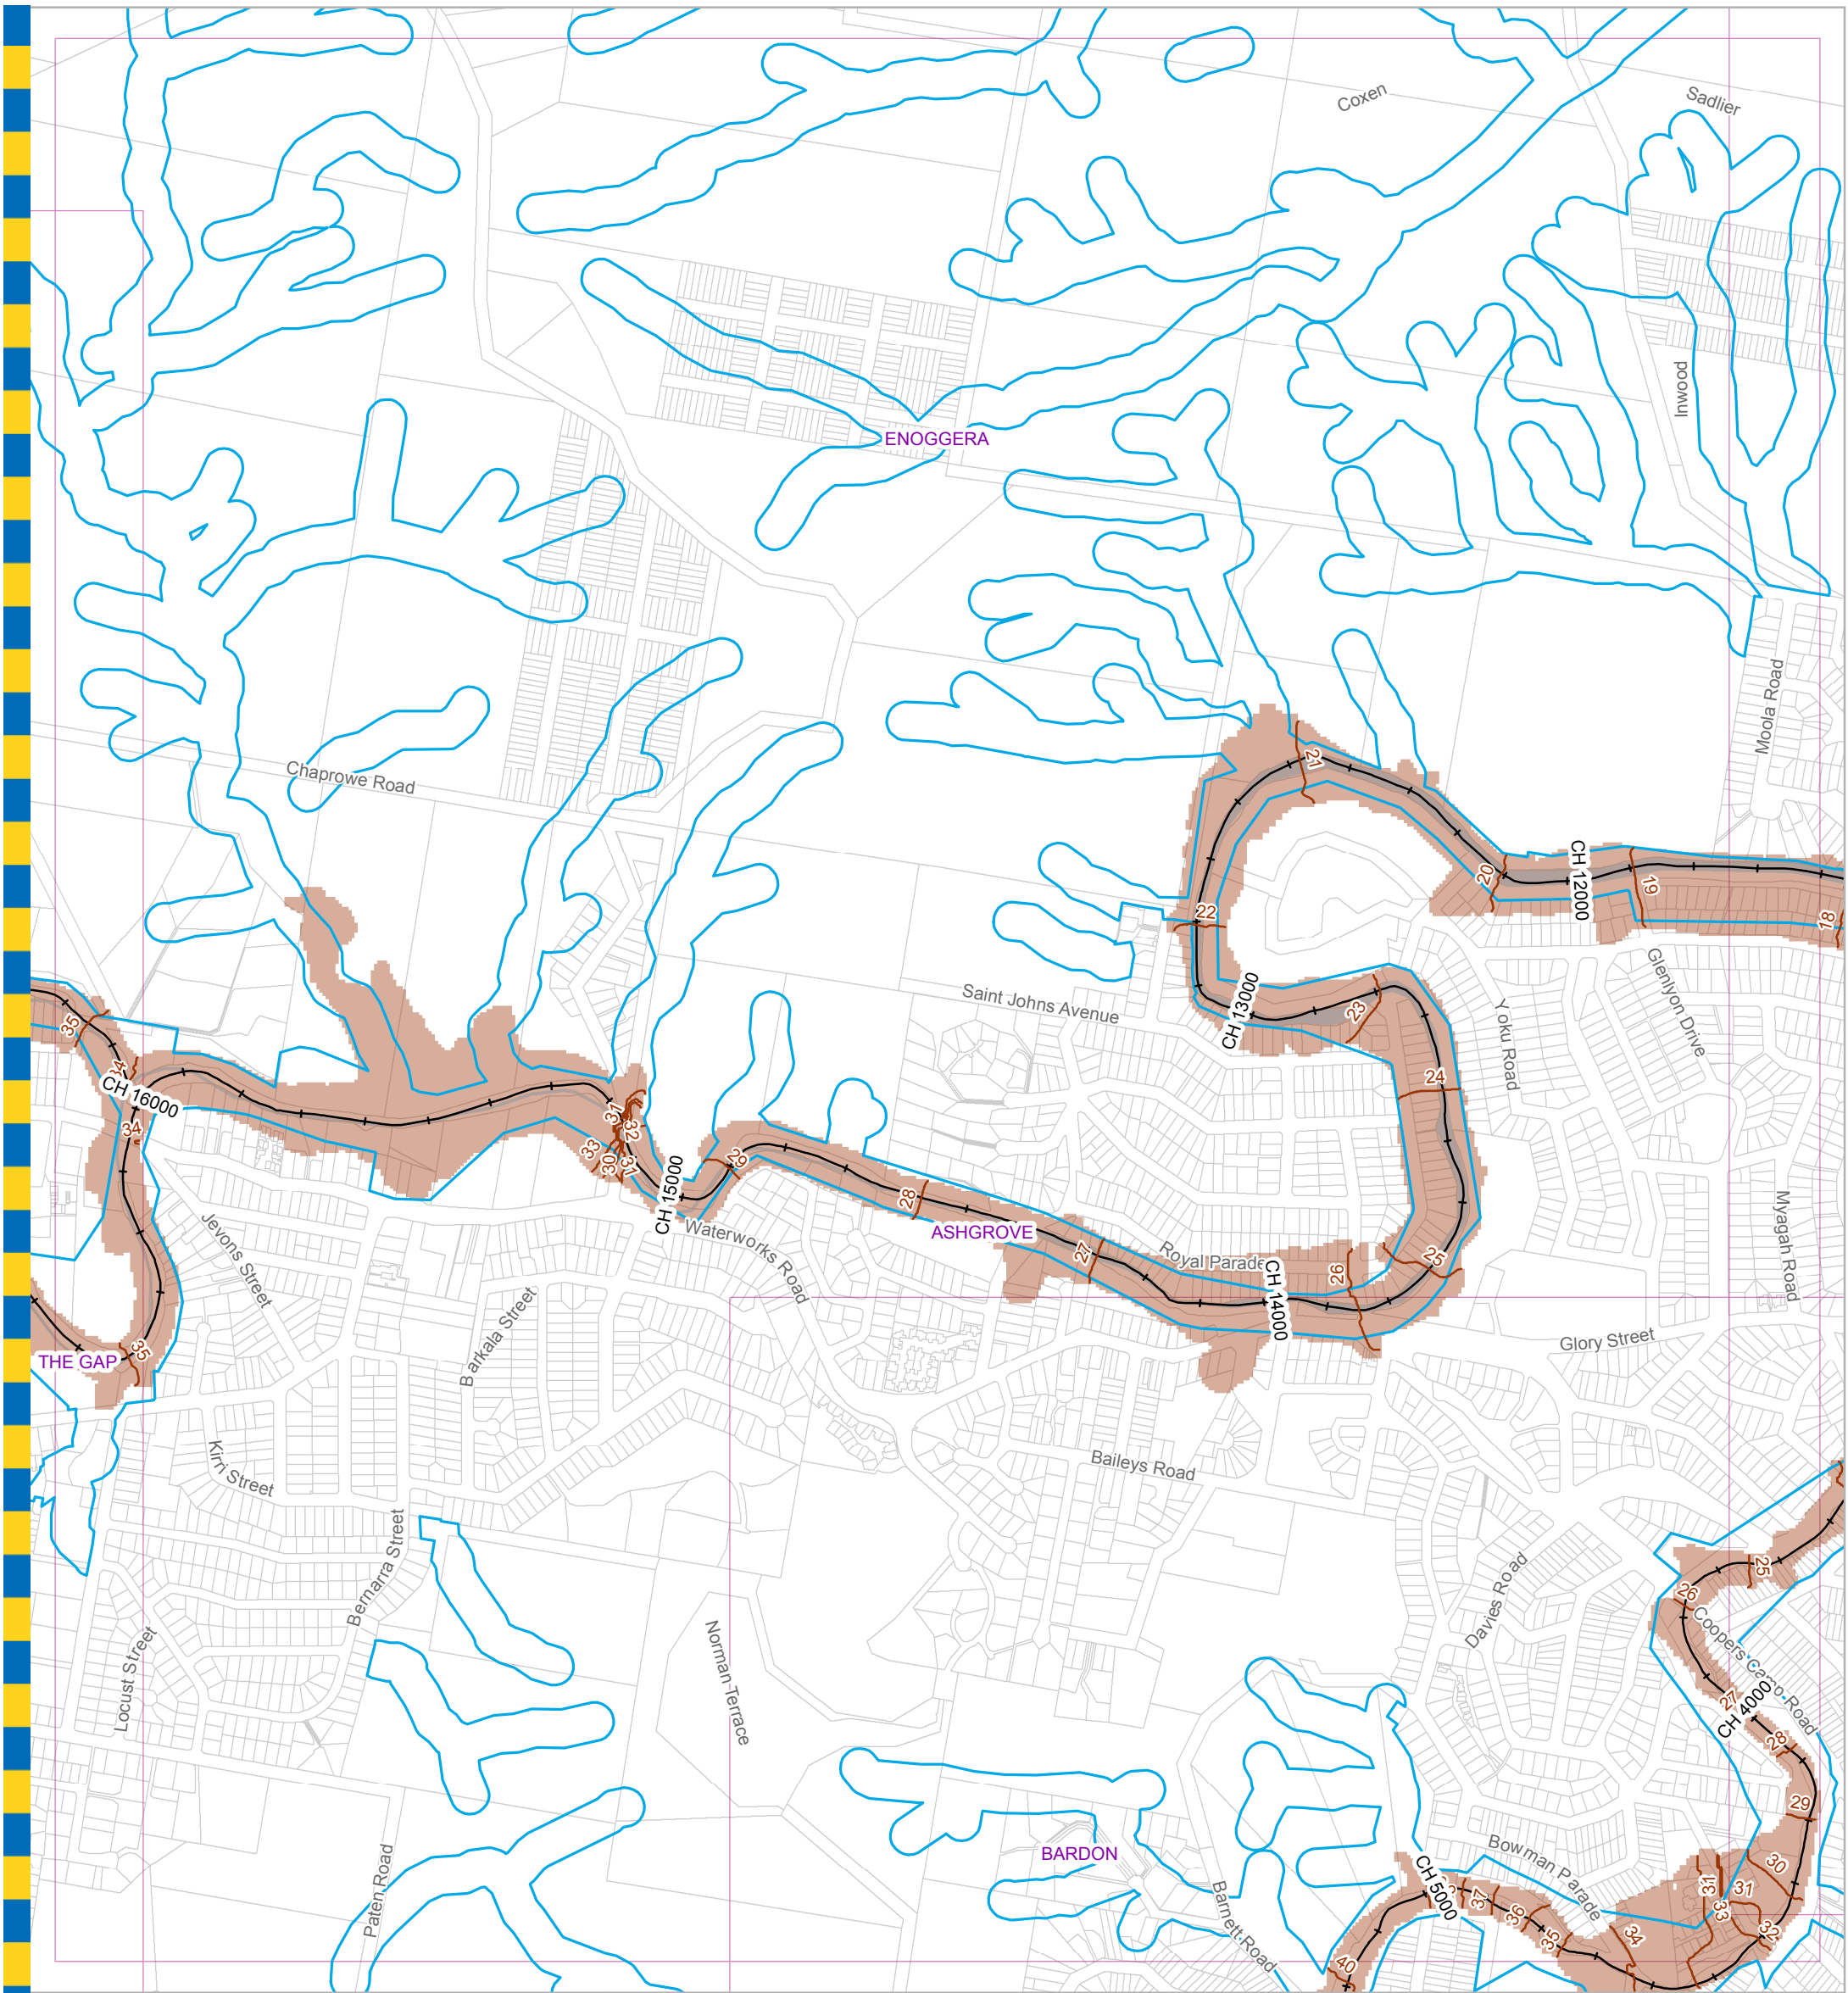 Coxen
Sadlier
Inwood
ENOGGERA
Moola Road
Chaprowe Road
21
20
CH 12000
19
18
22
Saint Johns Avenue
CH 13000
23
Glenlyon Drive
Yoku Road
35
34
CH 16000
34
24
31
32
33
30
31
29
CH 15000
28
ASHGROVE
Waterworks Road
27
Royal Parade
26
25
CH 14000
Myagah Road
Jevons Street
Barkala Street
Glory Street
THE GAP
35
Kirri Street
Baileys Road
Bernarra Street
25
26
Coopers Camp Road
Davies Road
Locust Street
Norman Terrace
27
CH 4000
28
29
BARDON
Bowman Parade
30
31
31
33
32
34
CH 5000
37
36
35
Paten Road
Barnett Road
40